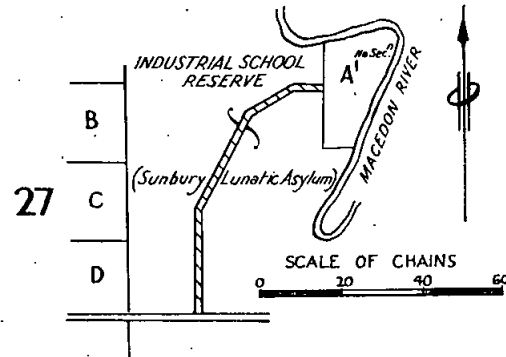 INDUSTRIAL SCHOOL
RESERVE
A¹ No Sec.ⁿ
MACEDON RIVER
B
(Sunbury Lunatic Asylum)
27
C
D
SCALE OF CHAINS
0 20 40 60